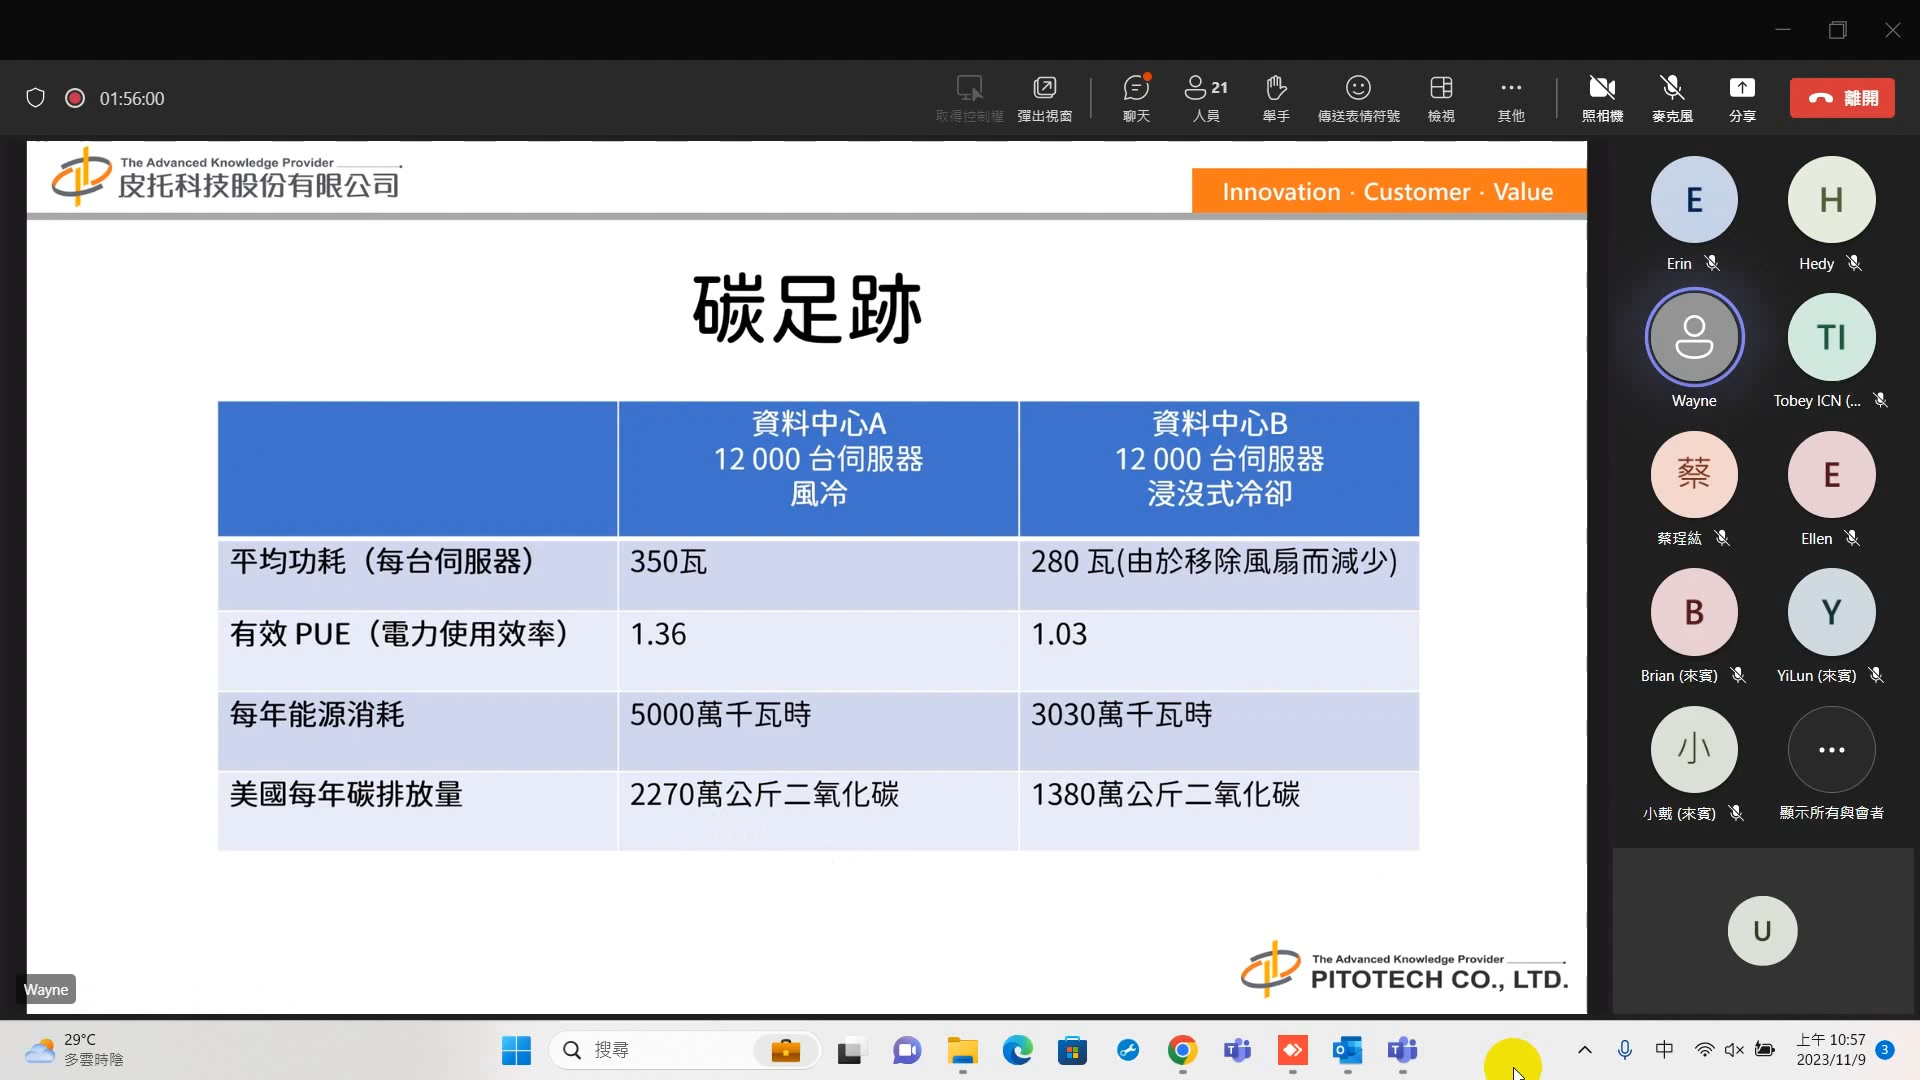 01:56:00
取得控制權
彈出視窗
聊天
21
人員
舉手
傳送表情符號
檢視
其他
照相機
麥克風
分享
離開
The Advanced Knowledge Provider
皮托科技股份有限公司
Innovation · Customer · Value
碳足跡
資料中心A
12 000 台伺服器
風冷
資料中心B
12 000 台伺服器
浸沒式冷卻
平均功耗（每台伺服器）
350瓦
280 瓦(由於移除風扇而減少)
有效 PUE（電力使用效率）
1.36
1.03
每年能源消耗
5000萬千瓦時
3030萬千瓦時
美國每年碳排放量
2270萬公斤二氧化碳
1380萬公斤二氧化碳
The Advanced Knowledge Provider
PITOTECH CO., LTD.
Wayne
E
H
Erin
Hedy
TI
Wayne
Tobey ICN (...
蔡
E
蔡珵紘
Ellen
B
Y
Brian (來賓)
YiLun (來賓)
小
小戴 (來賓)
顯示所有與會者
U
29°C
多雲時陰
搜尋
中
上午 10:57
2023/11/9
3